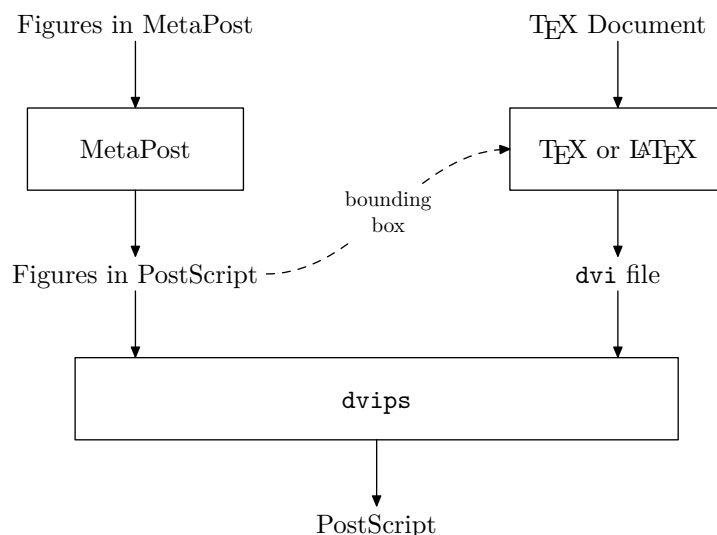 Figures in MetaPost
TEX Document
MetaPost
TEX or LATEX
bounding
box
Figures in PostScript
dvi file
dvips
PostScript